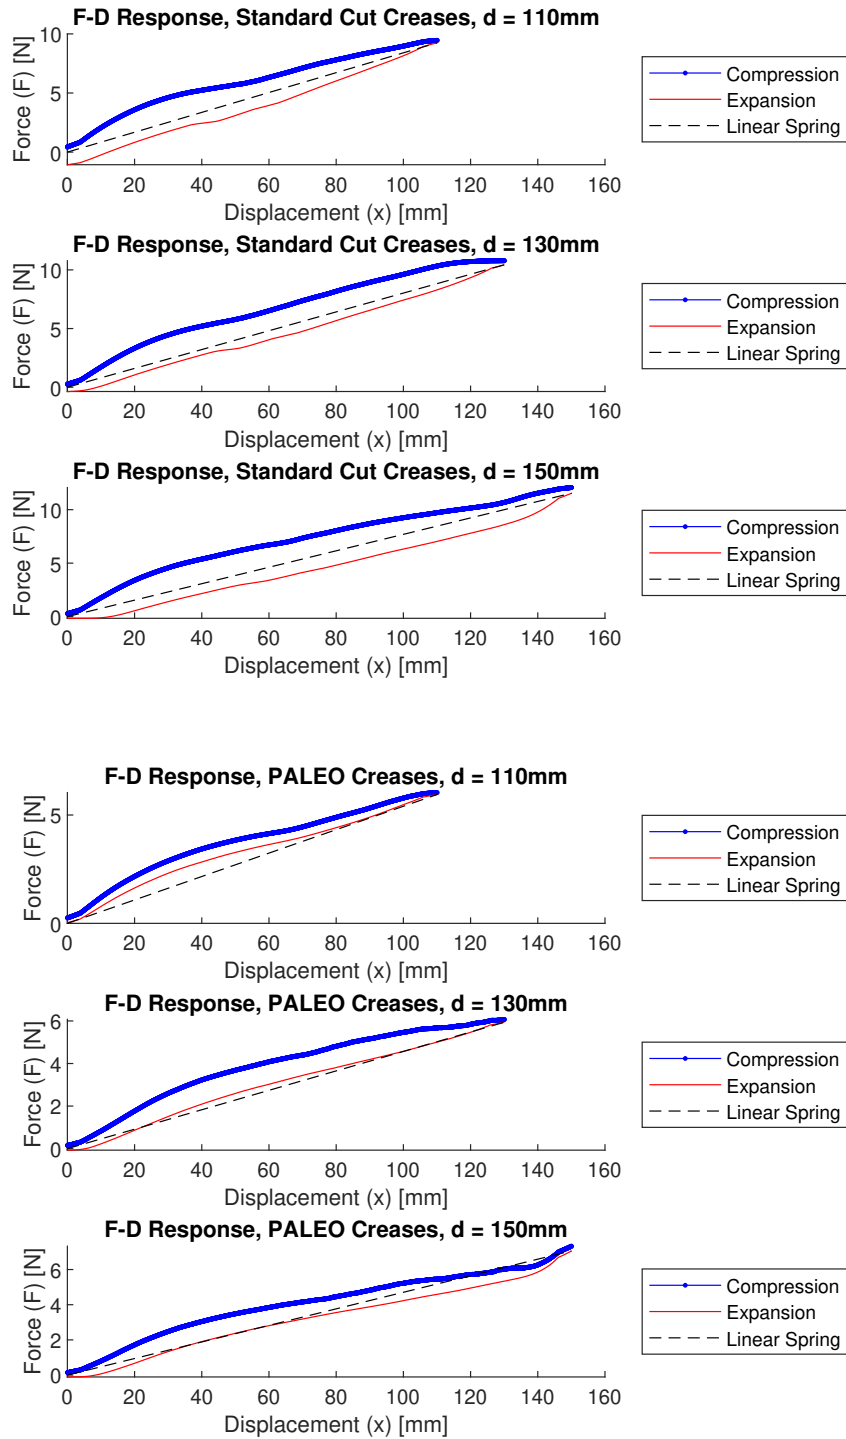 F-D Response, Standard Cut Creases, d = 110mm
Force (F) [N]
10
5
0
0 20 40 60 80 100 120 140 160
Displacement (x) [mm]
Compression
Expansion
Linear Spring
F-D Response, Standard Cut Creases, d = 130mm
Force (F) [N]
10
5
0
0 20 40 60 80 100 120 140 160
Displacement (x) [mm]
Compression
Expansion
Linear Spring
F-D Response, Standard Cut Creases, d = 150mm
Force (F) [N]
10
5
0
0 20 40 60 80 100 120 140 160
Displacement (x) [mm]
Compression
Expansion
Linear Spring
F-D Response, PALEO Creases, d = 110mm
Force (F) [N]
5
0
0 20 40 60 80 100 120 140 160
Displacement (x) [mm]
Compression
Expansion
Linear Spring
F-D Response, PALEO Creases, d = 130mm
Force (F) [N]
6
4
2
0
0 20 40 60 80 100 120 140 160
Displacement (x) [mm]
Compression
Expansion
Linear Spring
F-D Response, PALEO Creases, d = 150mm
Force (F) [N]
6
4
2
0
0 20 40 60 80 100 120 140 160
Displacement (x) [mm]
Compression
Expansion
Linear Spring